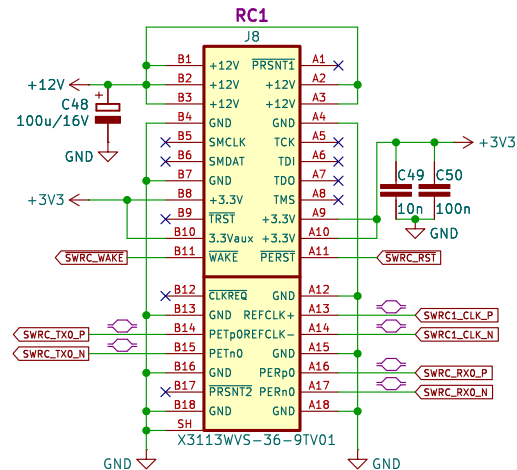 RC1
J8
B1 +12V PRSNT1 A1
+12V B2 +12V +12V A2
B3 +12V +12V A3
C48 B4 GND GND A4
+3V3
100u/16V B5 SMCLK TCK A5
GND B6 SMDAT TDI A6
B7 GND TDO A7 C49 C50
+3V3 B8 +3.3V TMS A8
10n 100n
B9 TRST +3.3V A9
GND
B10 3.3Vaux +3.3V A10
SWRC_WAKE B11 WAKE PERST A11 SWRC_RST
B12 CLKREQ GND A12
B13 GND REFCLK+ A13 SWRC1_CLK_P
SWRC_TX0_P B14 PETp0 REFCLK- A14 SWRC1_CLK_N
SWRC_TX0_N B15 PETn0 GND A15
B16 GND PERp0 A16 SWRC_RX0_P
B17 PRSNT2 PERn0 A17 SWRC_RX0_N
B18 GND GND A18
SH
X3113WVS-36-9TV01
GND GND